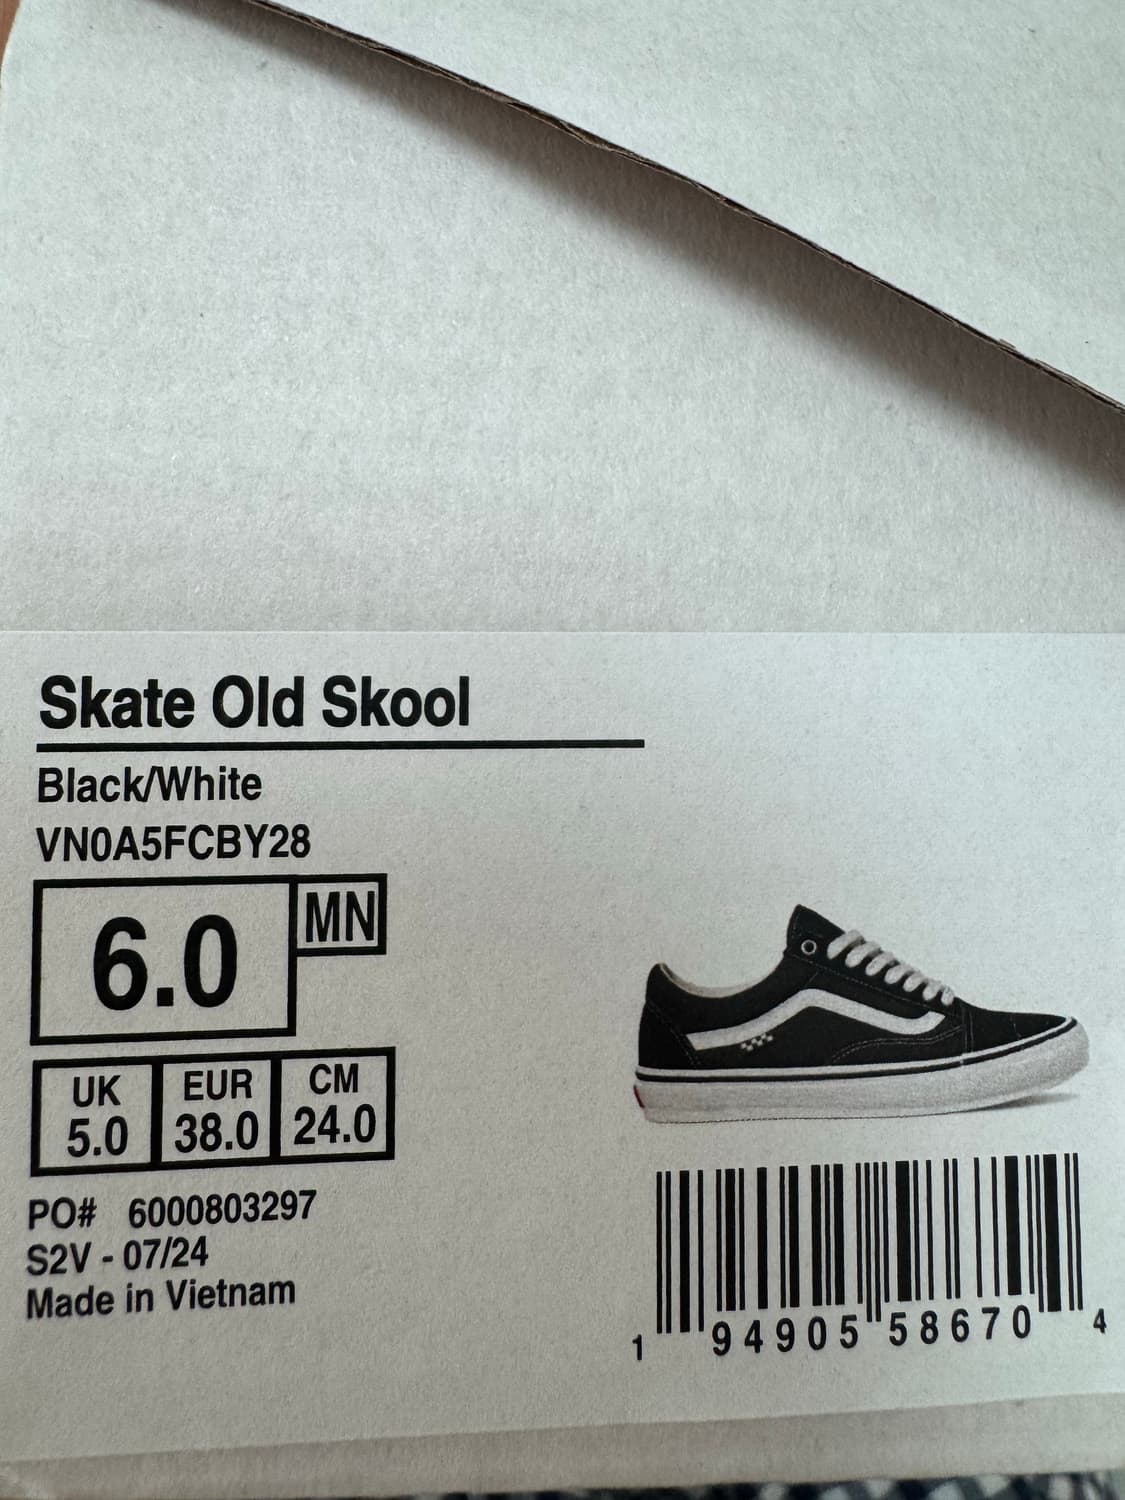 Skate Old Skool
Black/White
VN0A5FCBY28
6.0 MN
UK EUR CM
5.0 38.0 24.0
PO# 6000803297
S2V - 07/24
Made in Vietnam
1 94905 58670 4